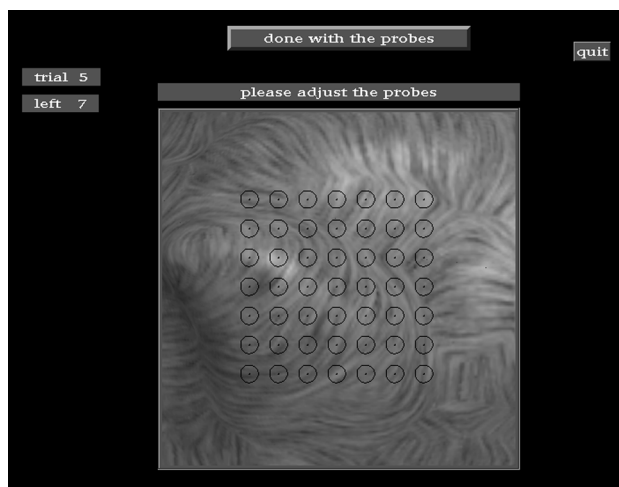 done with the probes
quit
trial 5
left 7
please adjust the probes